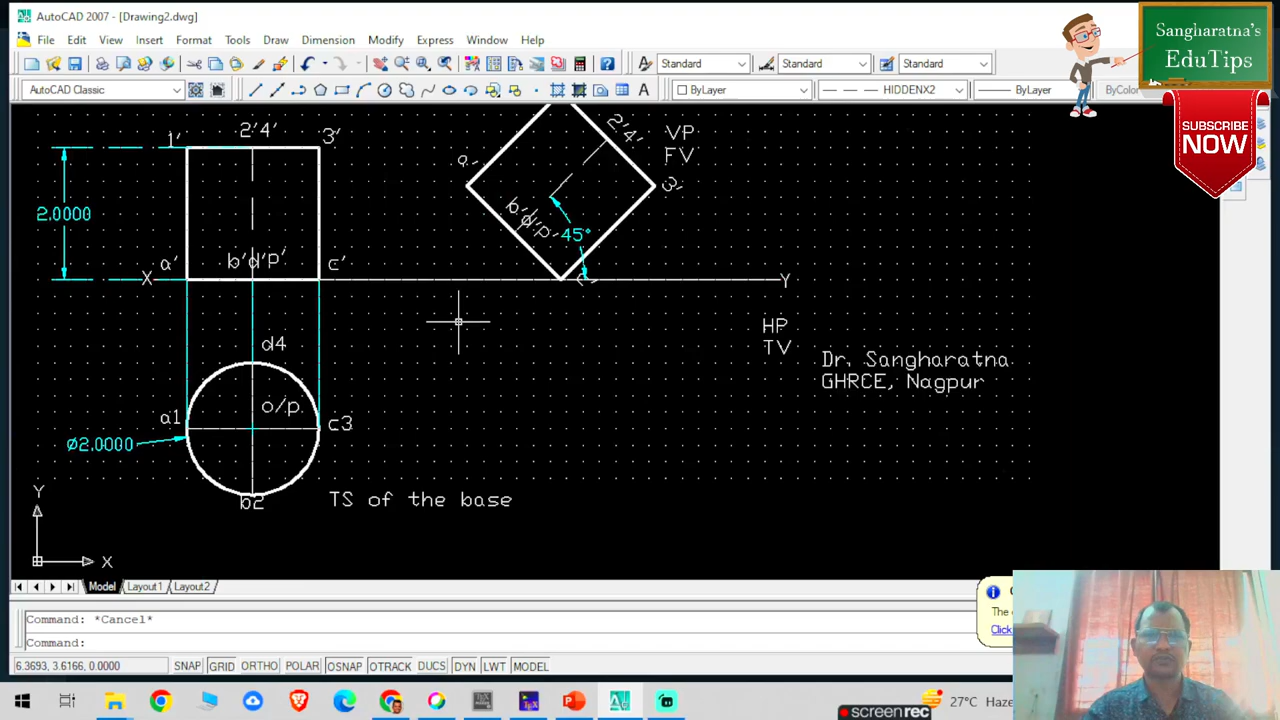 AutoCAD 2007 - [Drawing2.dwg]
File Edit View Insert Format Tools Draw Dimension Modify Express Window Help
Standard Standard Standard
AutoCAD Classic ByLayer HIDDENX2 ByLayer ByColor
Sangharatna's
EduTips
SUBSCRIBE
NOW
1' 2'4' 3'
2'4'
VP
FV
a'
3'
2.0000
b'd'p'
45°
a' b'd'p' c'
X
Y
d4
HP
TV
Dr. Sangharatna
GHRCE, Nagpur
a1 o/p c3
Ø2.0000
b2 TS of the base
Y
X
Model Layout1 Layout2
The
Click
Command: *Cancel*
Command:
6.3693, 3.6166, 0.0000 SNAP GRID ORTHO POLAR OSNAP OTRACK DUCS DYN LWT MODEL
27°C Haze
screenrec